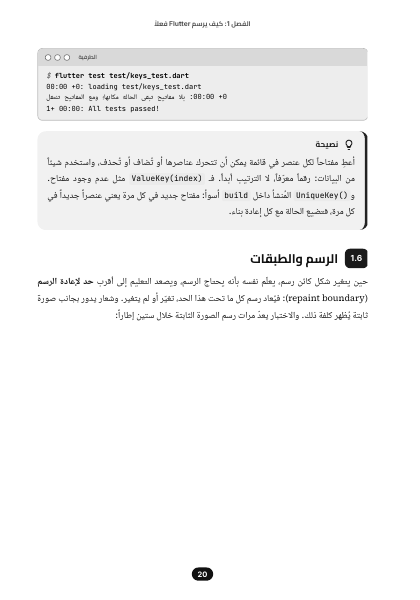 الفصل 1: كيف يرسم Flutter فعلاً
الطرفية
$ flutter test test/keys_test.dart
00:00 +0: loading test/keys_test.dart
00:00 +0: بلا مفاتيح تبقى الحالة مكانها، ومع المفاتيح تنتقل
00:00 +1: All tests passed!
نصيحة
أعطِ مفتاحاً لكل عنصر في قائمة يمكن أن تتحرك عناصرها أو تُضاف أو تُحذف، واستخدم شيئاً
من البيانات: رقماً معرّفاً، لا الترتيب أبداً. فـ ValueKey(index) مثل عدم وجود مفتاح.
و UniqueKey() المُنشأ داخل build أسوأ: مفتاح جديد في كل مرة يعني عنصراً جديداً في
كل مرة، فتضيع الحالة مع كل إعادة بناء.
1.6 الرسم والطبقات
حين يتغير شكل كائن رسم، يعلّم نفسه بأنه يحتاج الرسم، ويصعد التعليم إلى أقرب حد لإعادة الرسم
(repaint boundary): فيُعاد رسم كل ما تحت هذا الحد، تغيّر أو لم يتغير. وشعار يدور بجانب صورة
ثابتة يُظهر كلفة ذلك. والاختبار يعدّ مرات رسم الصورة الثابتة خلال ستين إطاراً:
20